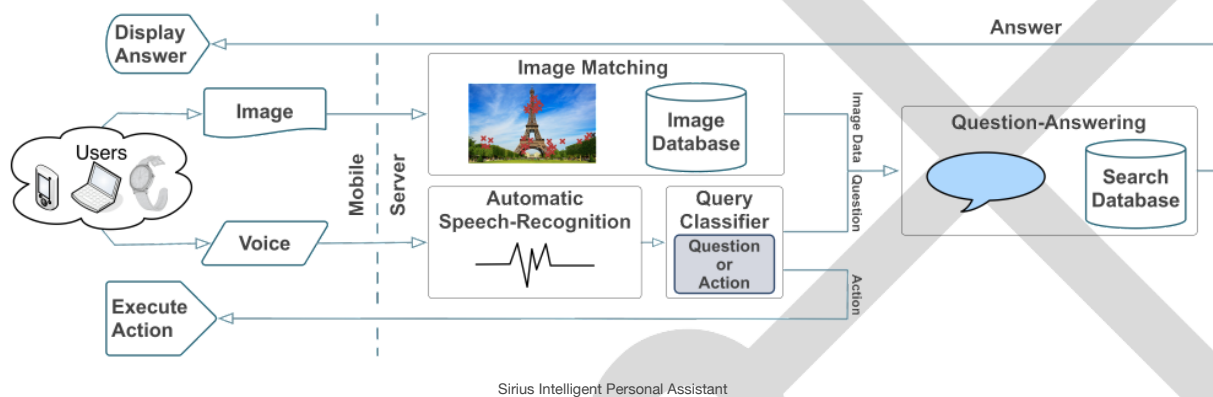 Display
Answer
Answer
Image Matching
Image
Image
Database
Users
Mobile
Server
Image Data
Question
Question-Answering
Search
Database
Automatic
Speech-Recognition
Query
Classifier
Question
or
Action
Voice
Action
Execute
Action
Sirius Intelligent Personal Assistant